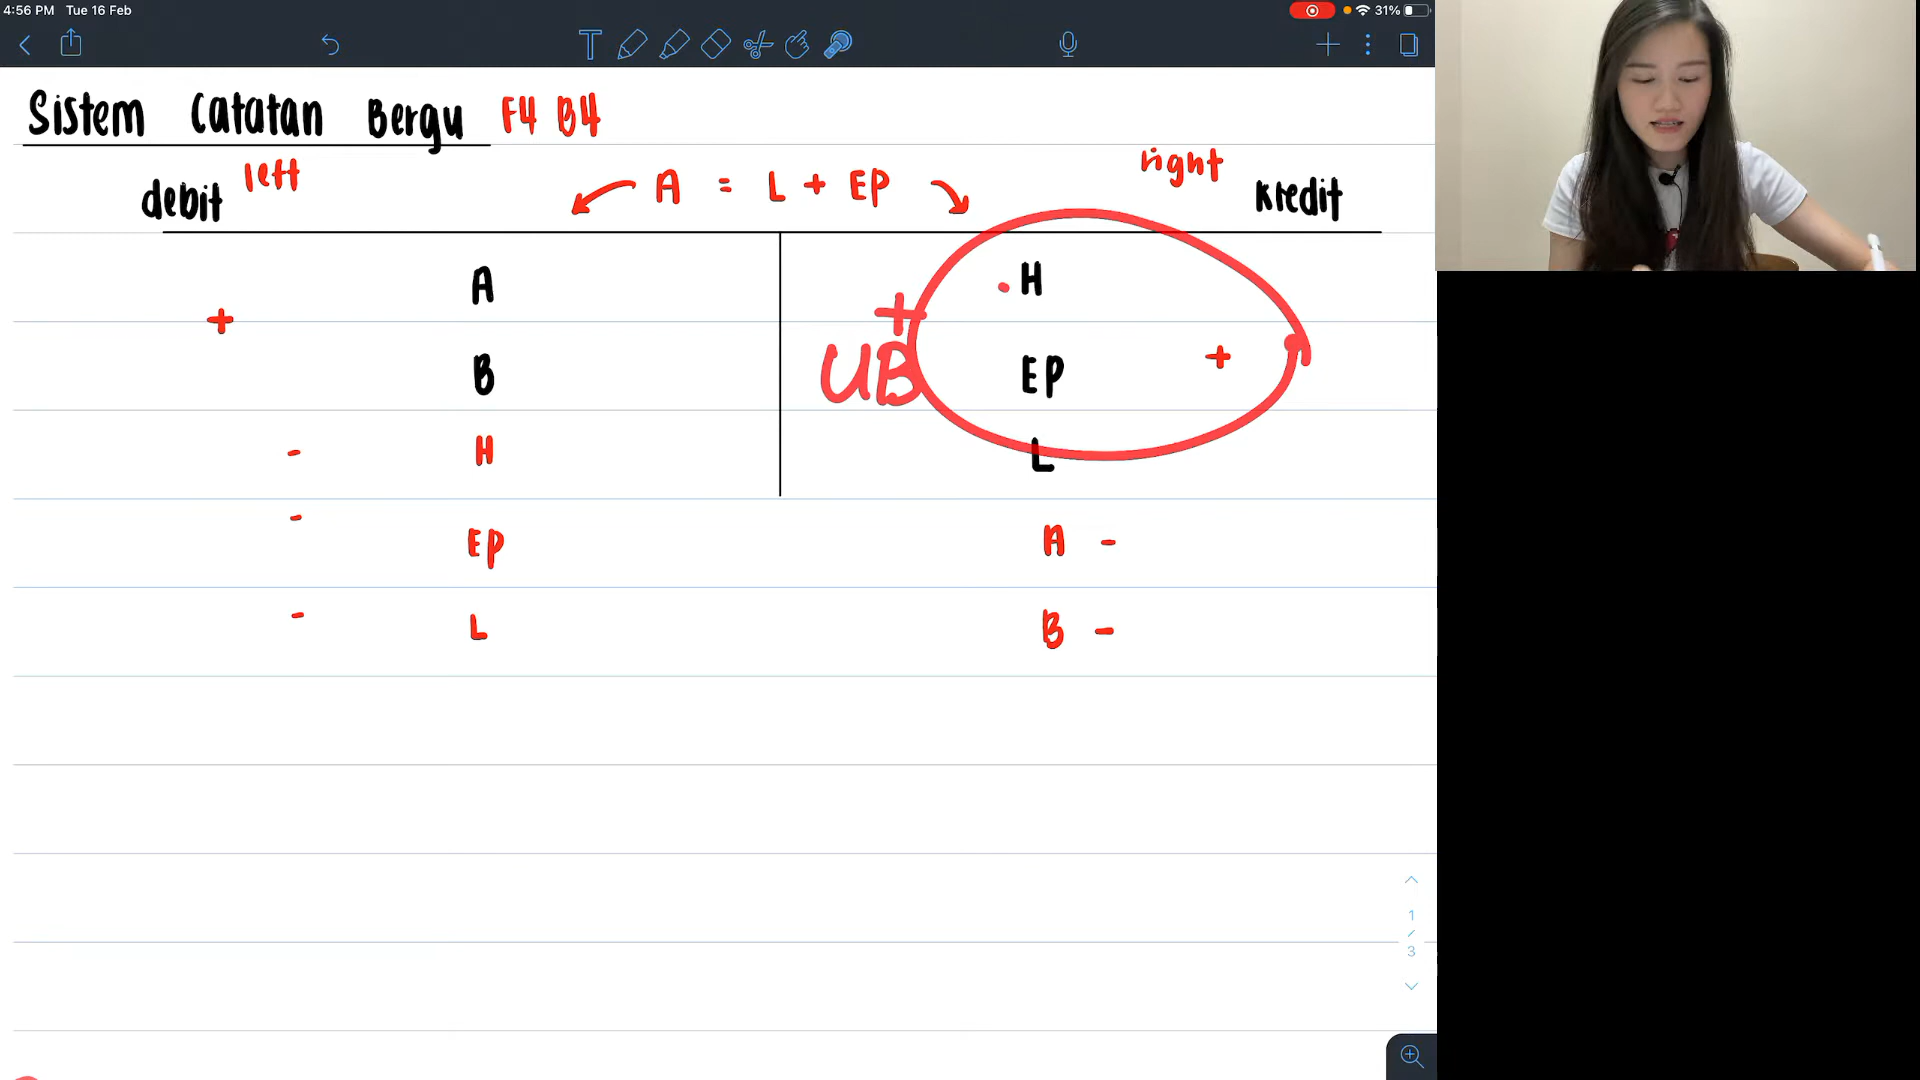 4:56 PM Tue 16 Feb 31%
Sistem Catatan Bergu F4 B4
debit left A = L + EP right kredit
A H
+ + UB B EP +
- H L
- EP A -
- L B -
1
/
3